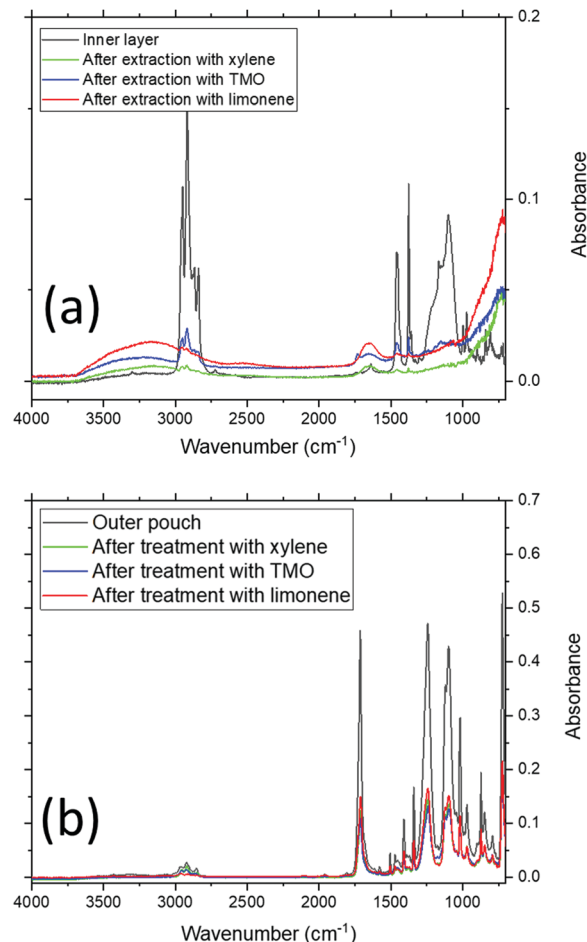 0.2
Inner layer
After extraction with xylene
After extraction with TMO
After extraction with limonene
0.1
Absorbance
(a)
0.0
4000 3500 3000 2500 2000 1500 1000
Wavenumber (cm-1)
0.7
Outer pouch
After treatment with xylene
After treatment with TMO
After treatment with limonene
0.6
0.5
0.4
Absorbance
0.3
0.2
(b)
0.1
0.0
4000 3500 3000 2500 2000 1500 1000
Wavenumber (cm-1)